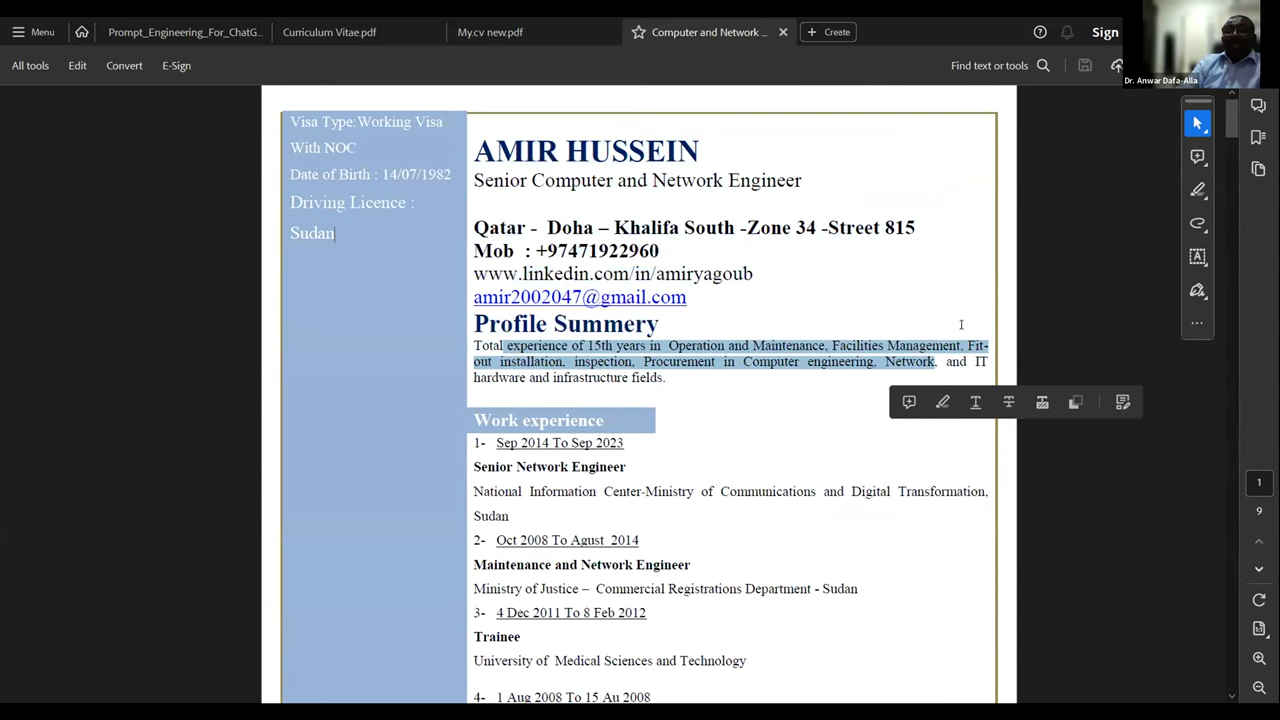 Menu
Prompt_Engineering_For_ChatG...
Curriculum Vitae.pdf
My.cv new.pdf
Computer and Network ...
Create
Sign
All tools
Edit
Convert
E-Sign
Find text or tools
Dr. Anwar Dafa-Alla
Visa Type:Working Visa
With NOC
Date of Birth : 14/07/1982
Driving Licence :
Sudan
AMIR HUSSEIN
Senior Computer and Network Engineer
Qatar - Doha – Khalifa South -Zone 34 -Street 815
Mob : +97471922960
www.linkedin.com/in/amiryagoub
amir2002047@gmail.com
Profile Summery
Total experience of 15th years in Operation and Maintenance, Facilities Management, Fit-
out installation, inspection, Procurement in Computer engineering, Network, and IT
hardware and infrastructure fields.
Work experience
1- Sep 2014 To Sep 2023
Senior Network Engineer
National Information Center-Ministry of Communications and Digital Transformation,
Sudan
2- Oct 2008 To Agust 2014
Maintenance and Network Engineer
Ministry of Justice – Commercial Registrations Department - Sudan
3- 4 Dec 2011 To 8 Feb 2012
Trainee
University of Medical Sciences and Technology
4- 1 Aug 2008 To 15 Au 2008
1
9